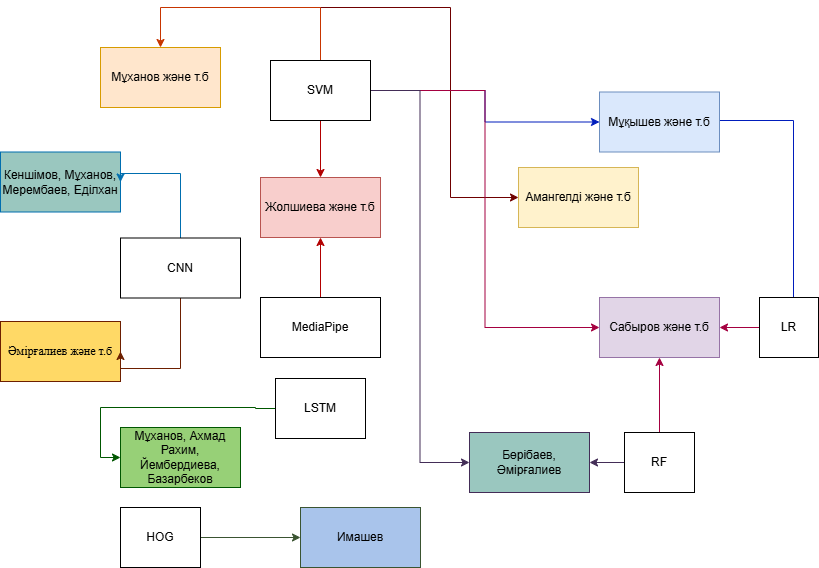 Мұханов және т.б
SVM
Мұқышев және т.б
Кеншімов, Мұханов,
Мерембаев, Еділхан
Жолшиева және т.б
Амангелді және т.б
CNN
MediaPipe
Сабыров және т.б
LR
Әмірғалиев және т.б
LSTM
Мұханов, Ахмад
Рахим,
Йембердиева,
Базарбеков
Бөрібаев,
Әмірғалиев
RF
HOG
Имашев